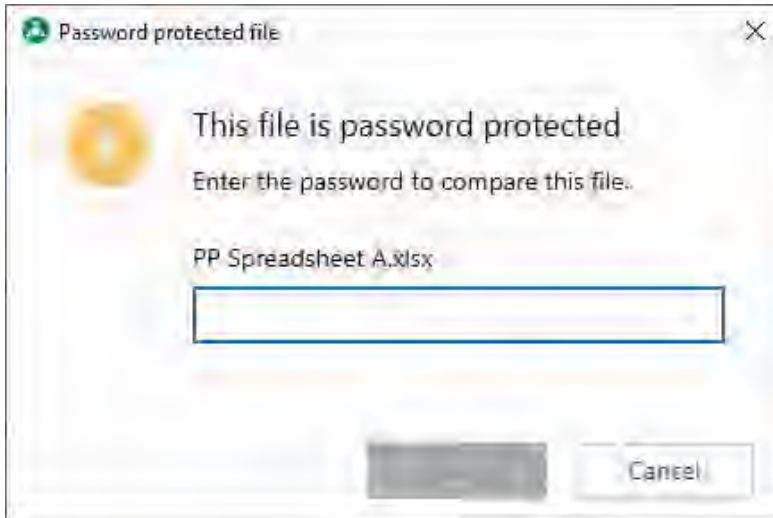 Password protected file
This file is password protected
Enter the password to compare this file.
PP Spreadsheet A.xlsx
Cancel